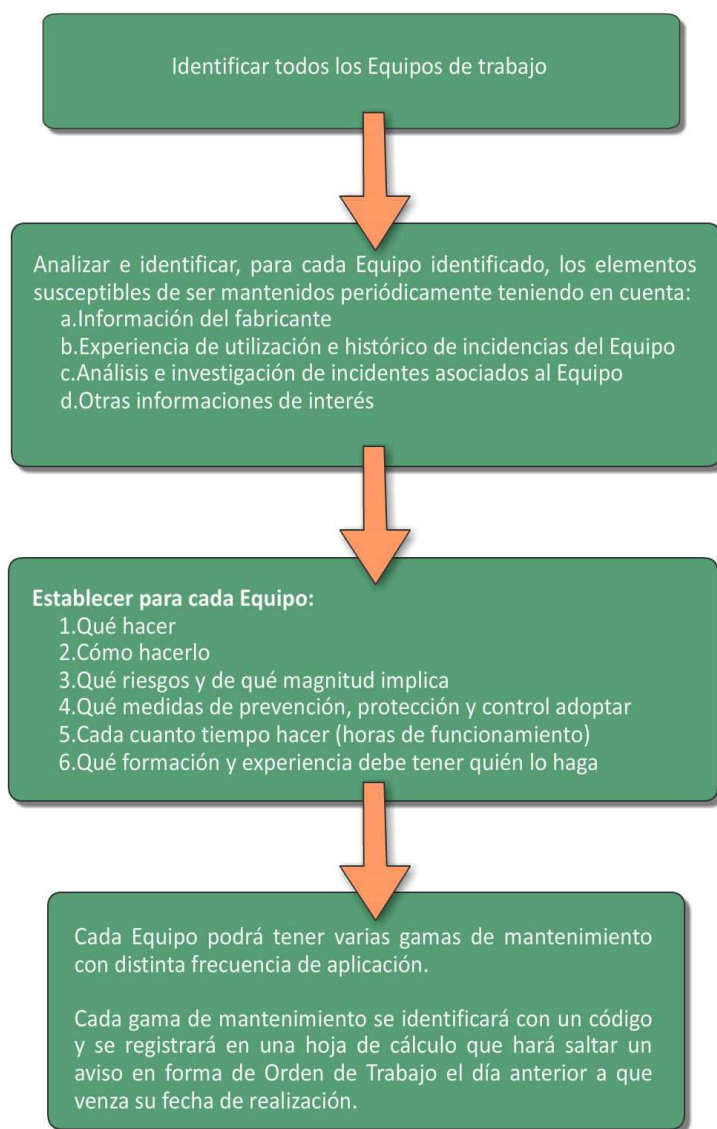 Identificar todos los Equipos de trabajo
Analizar e identificar, para cada Equipo identificado, los elementos
susceptibles de ser mantenidos periódicamente teniendo en cuenta:
a.Información del fabricante
b.Experiencia de utilización e histórico de incidencias del Equipo
c.Análisis e investigación de incidentes asociados al Equipo
d.Otras informaciones de interés
Establecer para cada Equipo:
1.Qué hacer
2.Cómo hacerlo
3.Qué riesgos y de qué magnitud implica
4.Qué medidas de prevención, protección y control adoptar
5.Cada cuanto tiempo hacer (horas de funcionamiento)
6.Qué formación y experiencia debe tener quién lo haga
Cada Equipo podrá tener varias gamas de mantenimiento
con distinta frecuencia de aplicación.
Cada gama de mantenimiento se identificará con un código
y se registrará en una hoja de cálculo que hará saltar un
aviso en forma de Orden de Trabajo el día anterior a que
venza su fecha de realización.